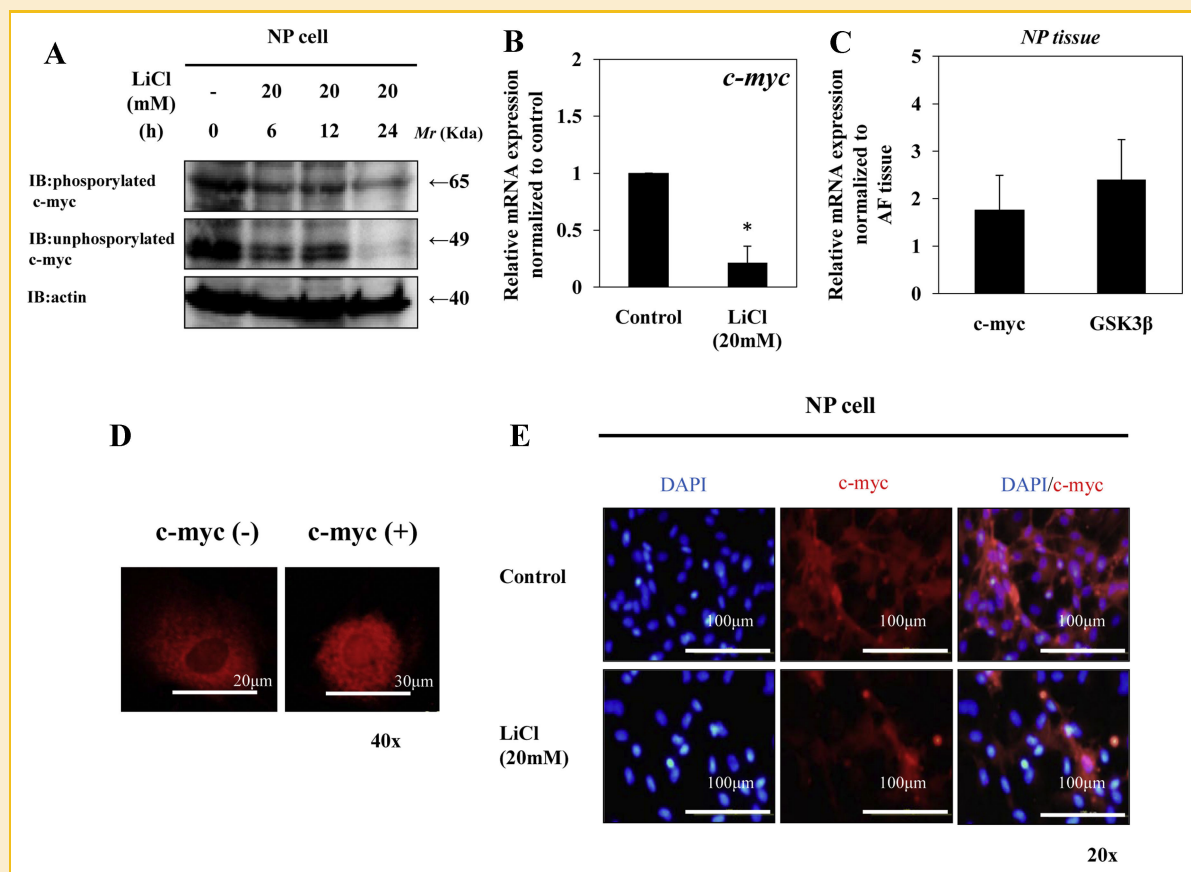 A
NP cell
LiCl
(mM)
- 20 20 20
(h) 0 6 12 24 Mr (Kda)
IB:phosporylated
c-myc
←65
IB:unphosporylated
c-myc
←49
IB:actin
←40
B
Relative mRNA expression
normalized to control
2
1.5
1
0.5
0
c-myc
*
Control
LiCl
(20mM)
C
NP tissue
Relative mRNA expression
normalized to
AF tissue
5
4
3
2
1
0
c-myc
GSK3β
D
c-myc (-)
c-myc (+)
20μm
30μm
40x
E
NP cell
DAPI
c-myc
DAPI/c-myc
Control
100μm
100μm
100μm
LiCl
(20mM)
100μm
100μm
100μm
20x